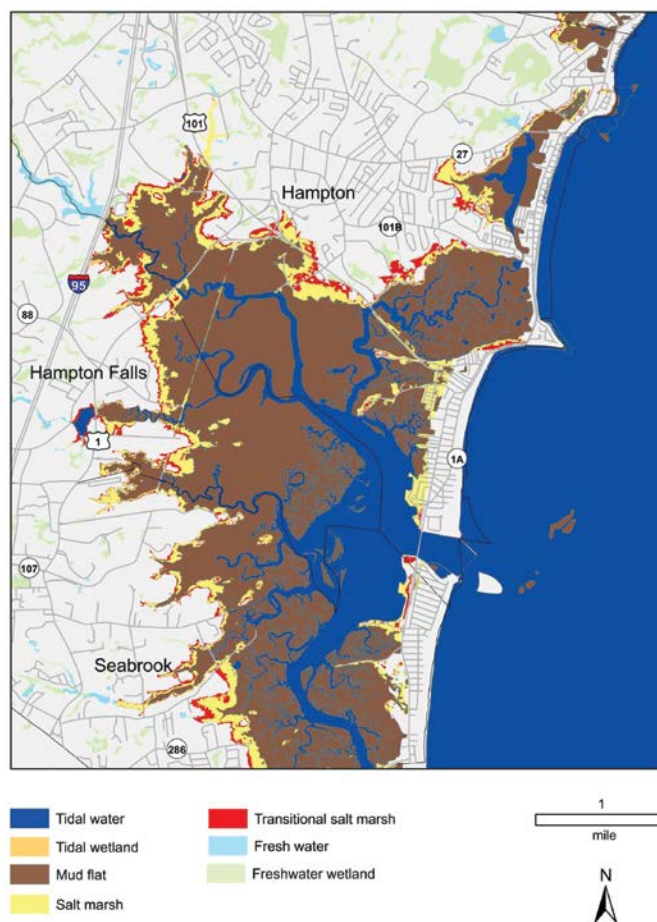 101
27
Hampton
101B
95
88
Hampton Falls
1
1A
107
Seabrook
286
Tidal water
Transitional salt marsh
1
Tidal wetland
Fresh water
mile
Mud flat
Freshwater wetland
Salt marsh
N